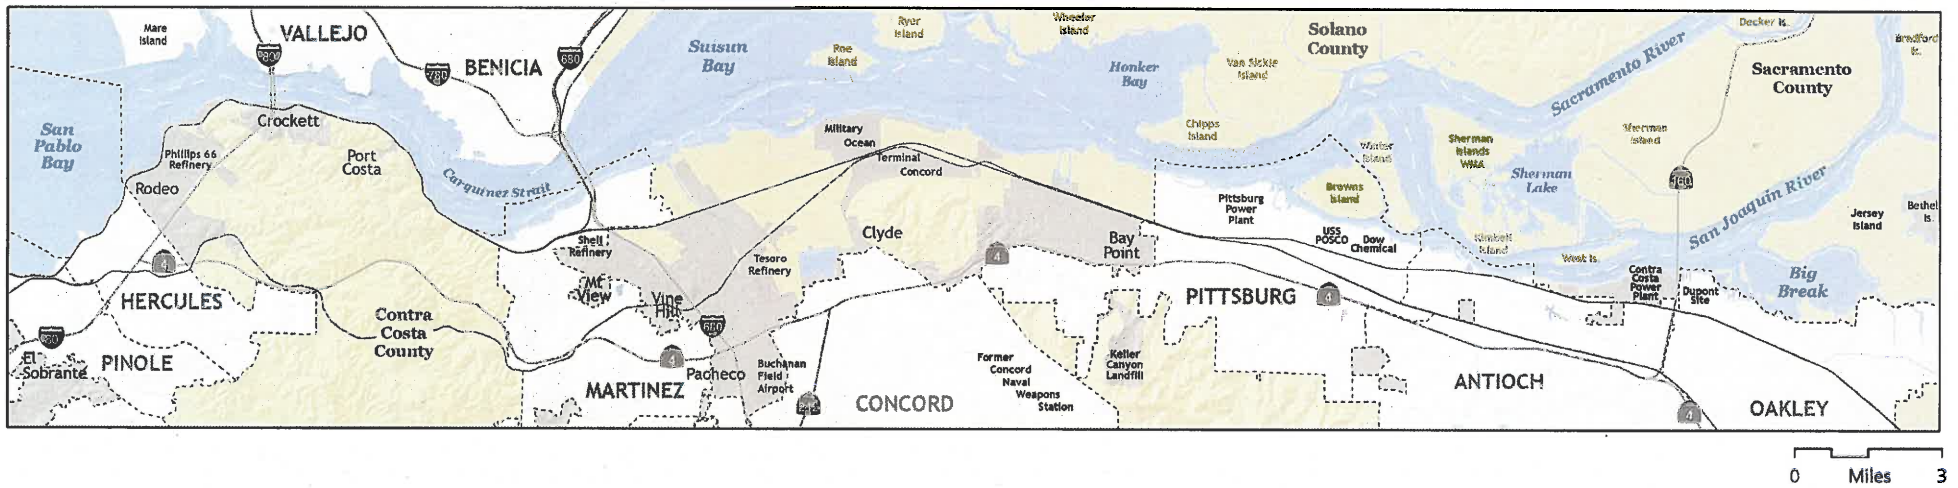 Mare
Island
VALLEJO
BENICIA
780
680
Suisun
Bay
Roe
Island
Ryer
Island
Wheeler
Island
Honker
Bay
Van Sickle
Island
Solano
County
Decker Is.
Bradford
Is.
Sacramento River
Sacramento
County
San
Pablo
Bay
Crockett
Phillips 66
Refinery
Rodeo
Port
Costa
Carquinez Strait
Military
Ocean
Terminal
Concord
Chipps
Island
Winter
Island
Sherman
Islands
WMA
Sherman
Island
Sherman
Lake
160
San Joaquin River
Browns
Island
Pittsburg
Power
Plant
USS
POSCO
Dow
Chemical
Kimball
Island
West Is.
Jersey
Island
Bethel
Is.
Big
Break
Clyde
Bay
Point
Shell
Refinery
Tesoro
Refinery
Mt
View
Vine
Hill
4
HERCULES
Contra
Costa
County
4
PITTSBURG
4
Contra
Costa
Power
Plant
Dupont
Site
80
El
Sobrante
PINOLE
680
4
Pacheco
MARTINEZ
Buchanan
Field
Airport
CONCORD
Former
Concord
Naval
Weapons
Station
Keller
Canyon
Landfill
ANTIOCH
4
OAKLEY
0 Miles 3